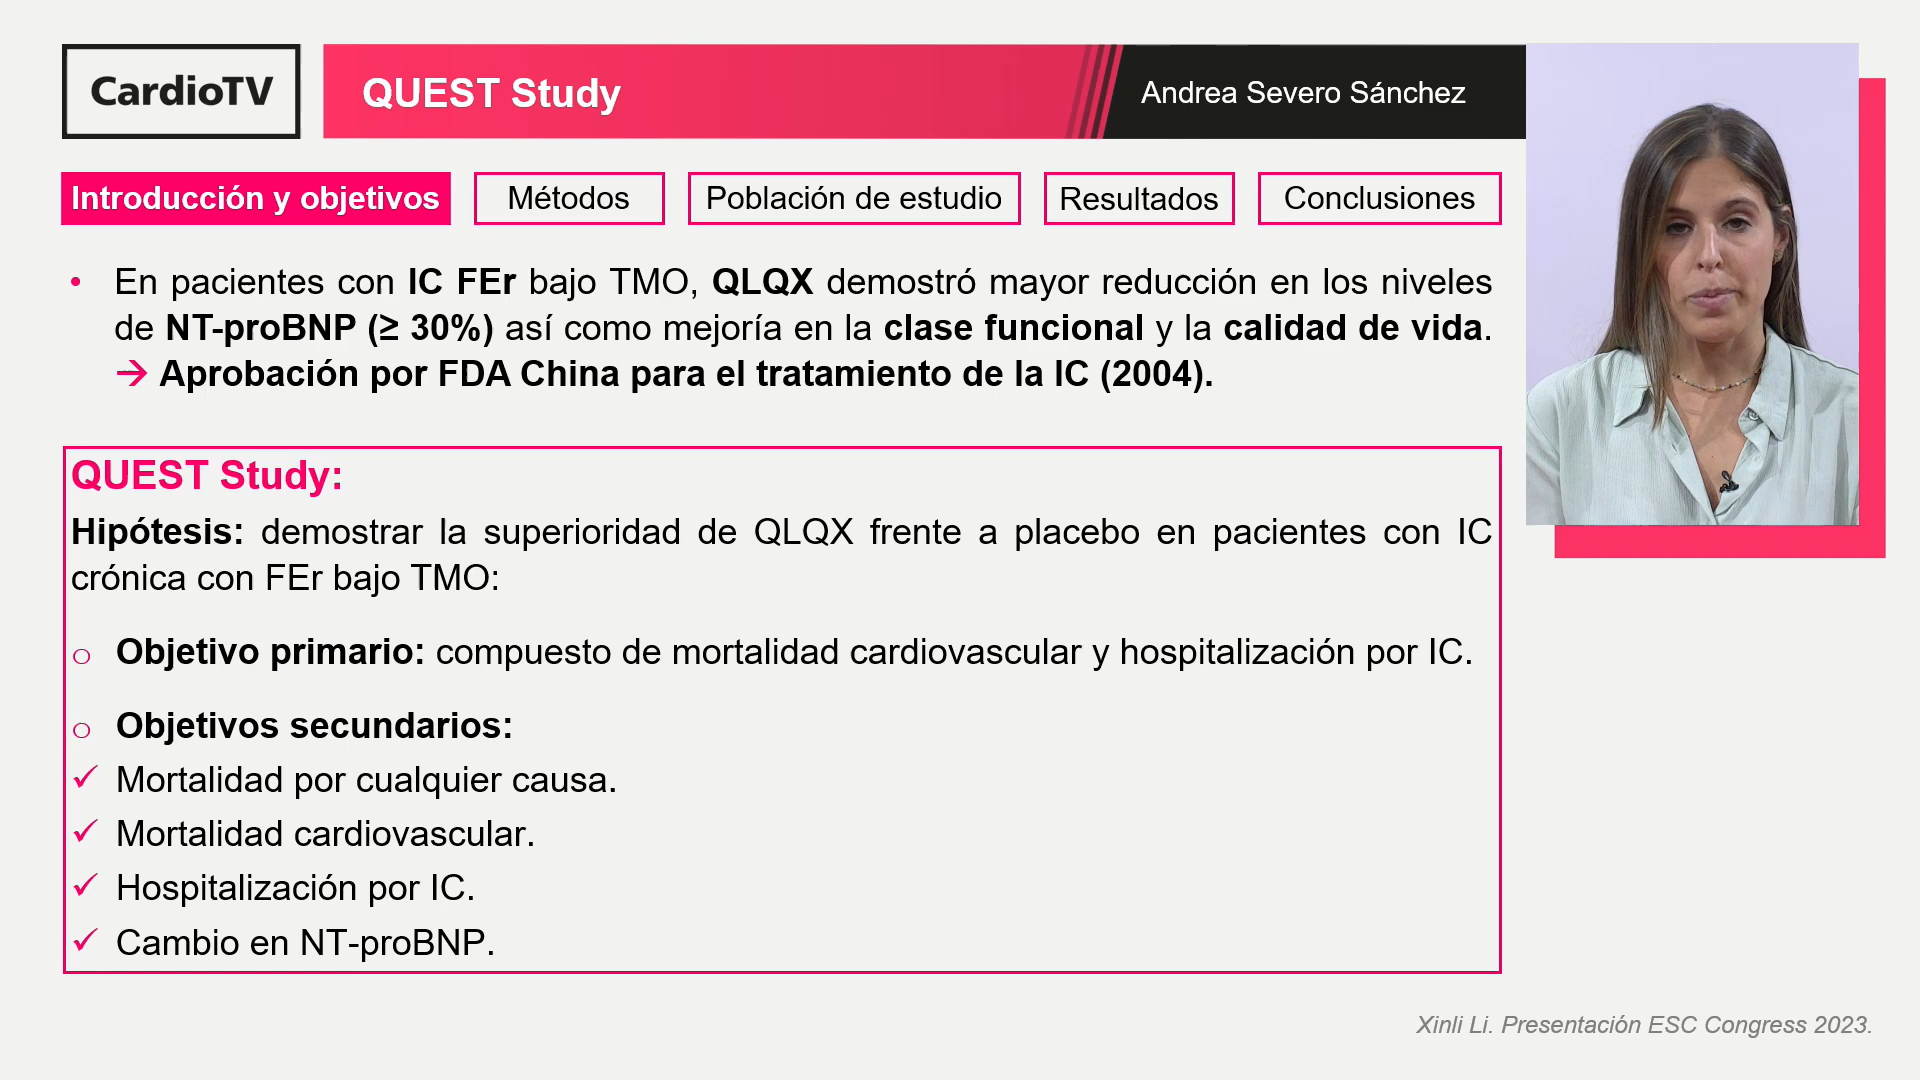 CardioTV
QUEST Study
Andrea Severo Sánchez
Introducción y objetivos
Métodos
Población de estudio
Resultados
Conclusiones
• En pacientes con IC FEr bajo TMO, QLQX demostró mayor reducción en los niveles
de NT-proBNP (≥ 30%) así como mejoría en la clase funcional y la calidad de vida.
→ Aprobación por FDA China para el tratamiento de la IC (2004).
QUEST Study:
Hipótesis: demostrar la superioridad de QLQX frente a placebo en pacientes con IC
crónica con FEr bajo TMO:
o Objetivo primario: compuesto de mortalidad cardiovascular y hospitalización por IC.
o Objetivos secundarios:
✓ Mortalidad por cualquier causa.
✓ Mortalidad cardiovascular.
✓ Hospitalización por IC.
✓ Cambio en NT-proBNP.
Xinli Li. Presentación ESC Congress 2023.